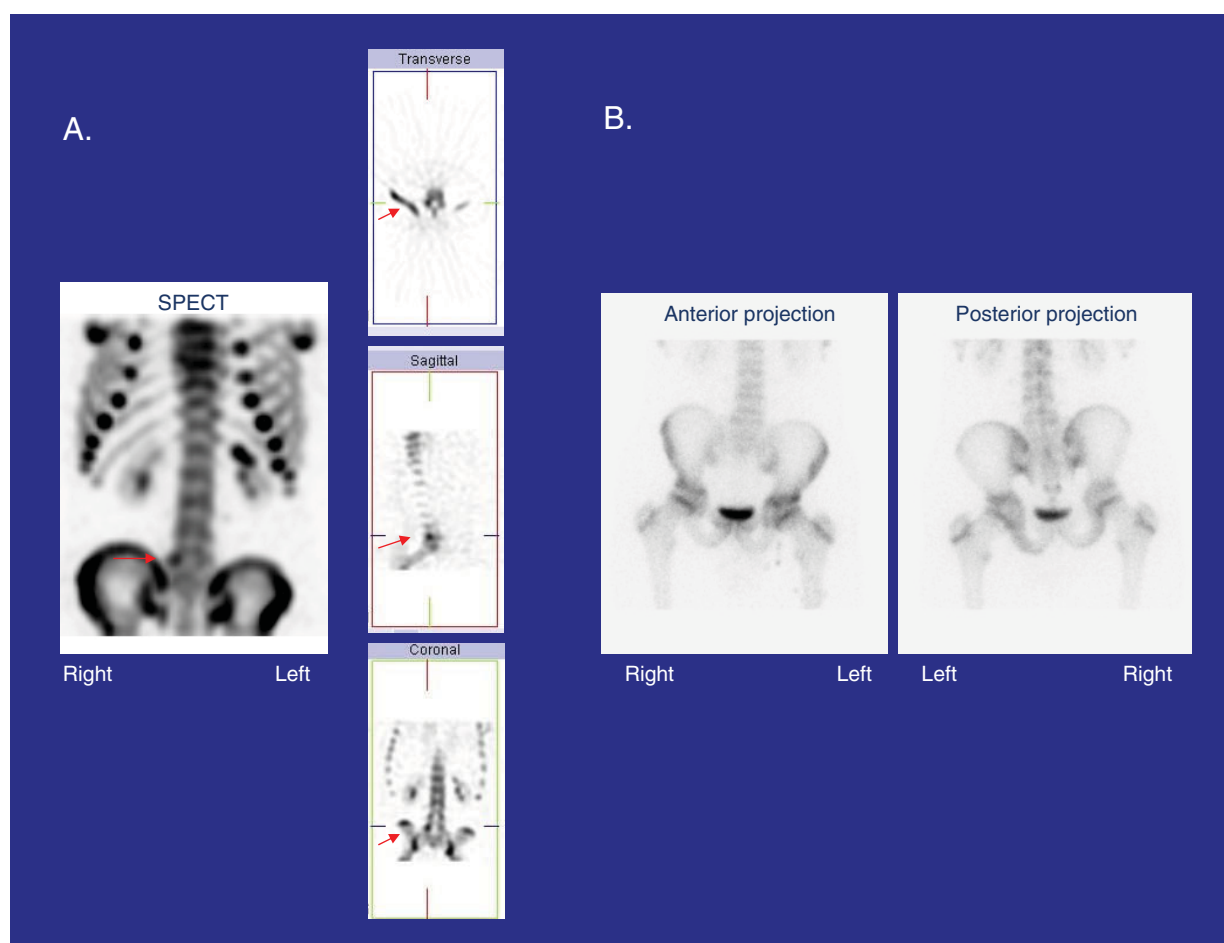 A.
SPECT
Right Left
Transverse
Sagittal
Coronal
B.
Anterior projection
Posterior projection
Right Left
Left Right